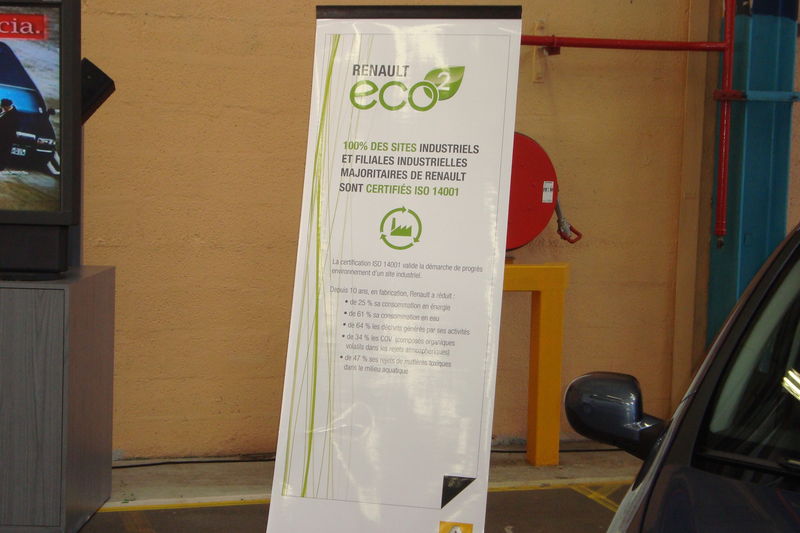 cia.
RENAULT
eco2
100% DES SITES INDUSTRIELS
ET FILIALES INDUSTRIELLES
MAJORITAIRES DE RENAULT
SONT CERTIFIÉS ISO 14001
La certification ISO 14001 valide la démarche de progrès
environnement d'un site industriel.
Depuis 10 ans, en fabrication, Renault a réduit :
• de 25 % sa consommation en énergie
• de 61 % sa consommation en eau
• de 64 % les déchets générés par ses activités
• de 34 % les COV (composés organiques
volatils dans les rejets atmosphériques)
• de 47 % ses rejets de matières toxiques
dans le milieu aquatique